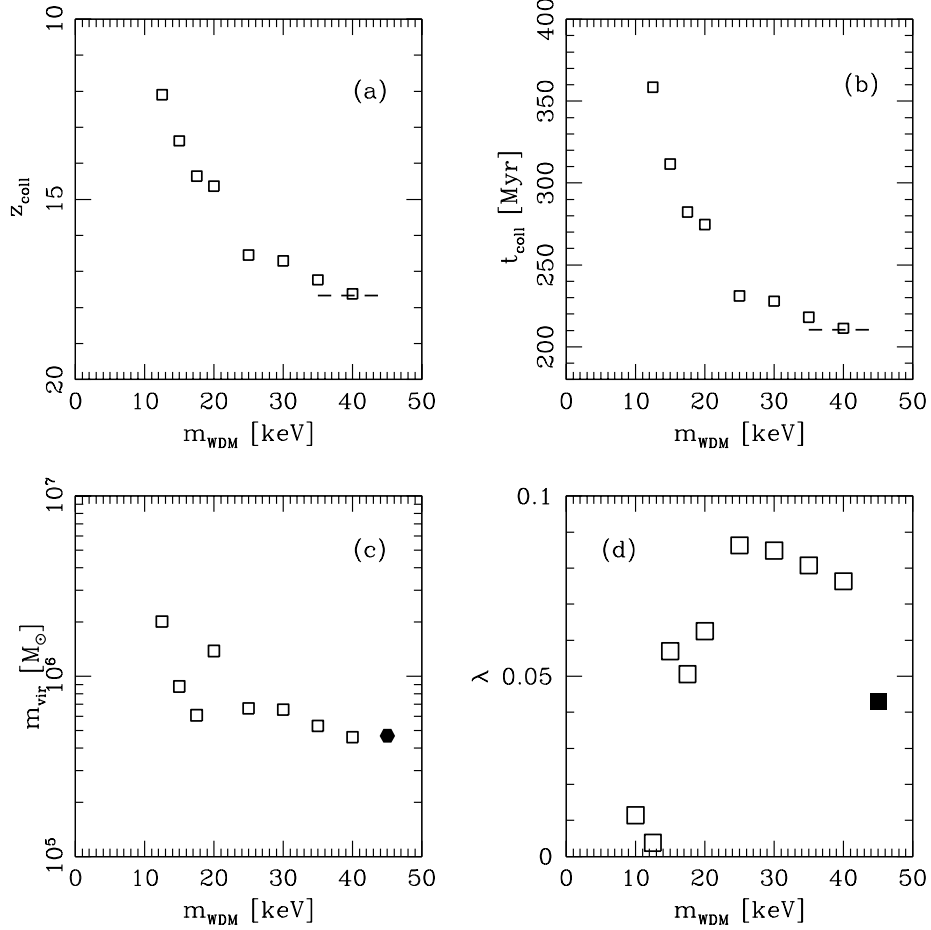 10
15
20
z_coll
(a)
0 10 20 30 40 50
m_WDM [keV]
400
350
300
250
200
t_coll [Myr]
(b)
0 10 20 30 40 50
m_WDM [keV]
10^7
10^6
10^5
m_vir [M_⊙]
(c)
0 10 20 30 40 50
m_WDM [keV]
0.1
0.05
0
λ
(d)
0 10 20 30 40 50
m_WDM [keV]